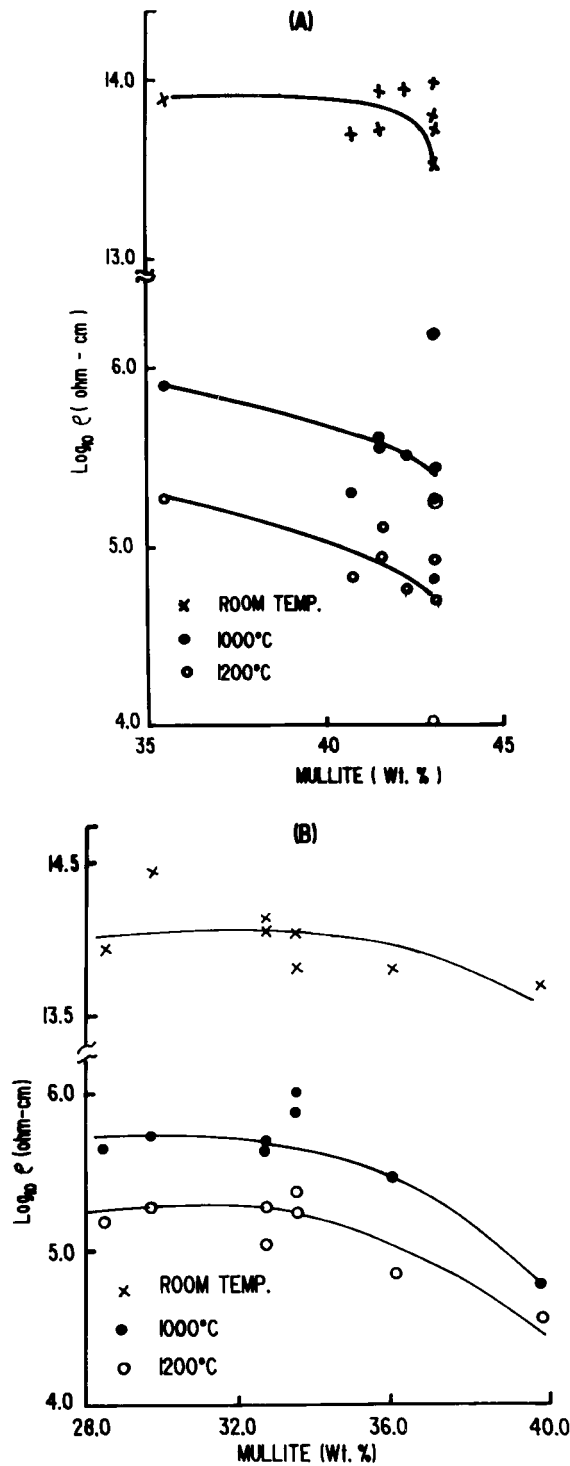 (A)
14.0
13.0
6.0
5.0
4.0
Log₁₀ ρ ( ohm - cm)
× ROOM TEMP.
1000°C
1200°C
35 40 45
MULLITE ( Wt. %)
(B)
14.5
13.5
6.0
5.0
4.0
Log₁₀ ρ (ohm-cm)
× ROOM TEMP.
1000°C
1200°C
28.0 32.0 36.0 40.0
MULLITE (Wt. %)